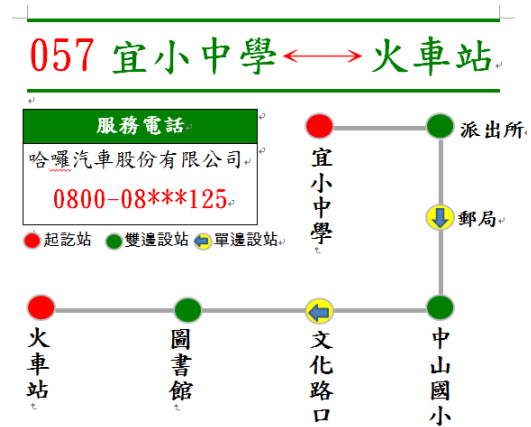 057 宜小中學 火車站
服務電話
哈囉汽車股份有限公司
0800-08***125
起訖站 雙邊設站 單邊設站
宜小中學
派出所
郵局
中山國小
文化路口
圖書館
火車站